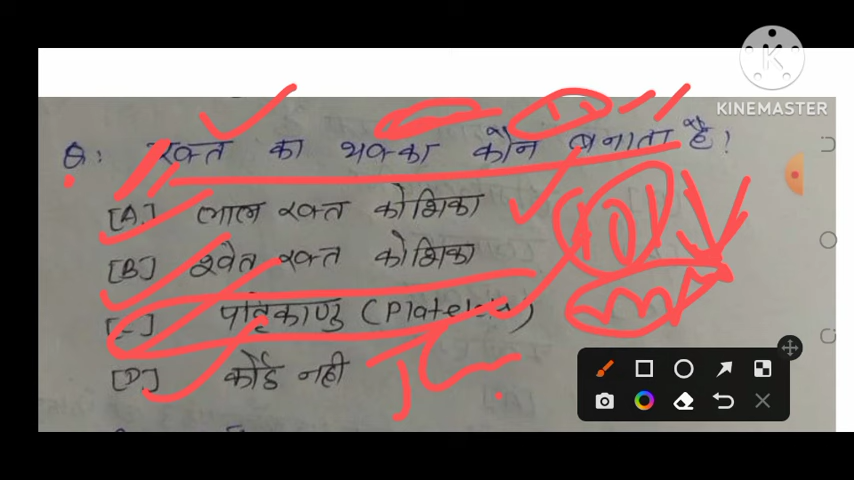 KINEMASTER
Q: रक्त का थक्का कौन बनाता है?
[A.] लाल रक्त कोशिका
[B] श्वेत रक्त कोशिका
[C] पट्टिकाणु (Platelets)
[D] कोई नही